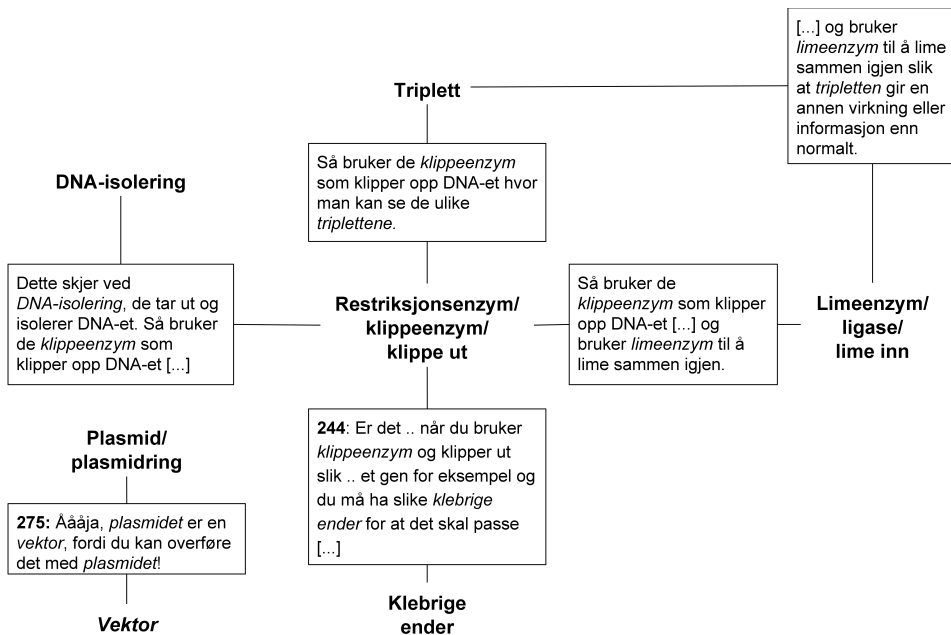 [...] og bruker
limeenzym til å lime
sammen igjen slik
at tripletten gir en
annen virkning eller
informasjon enn
normalt.
Triplett
Så bruker de klippeenzym
som klipper opp DNA-et hvor
man kan se de ulike
triplettene.
DNA-isolering
Dette skjer ved
DNA-isolering, de tar ut og
isolerer DNA-et. Så bruker
de klippeenzym som
klipper opp DNA-et [...]
Restriksjonsenzym/
klippeenzym/
klippe ut
Så bruker de
klippeenzym som klipper
opp DNA-et [...] og
bruker limeenzym til å
lime sammen igjen.
Limeenzym/
ligase/
lime inn
Plasmid/
plasmidring
275: Åååja, plasmidet er en
vektor, fordi du kan overføre
det med plasmidet!
Vektor
244: Er det .. når du bruker
klippeenzym og klipper ut
slik .. et gen for eksempel og
du må ha slike klebrige
ender for at det skal passe
[...]
Klebrige
ender